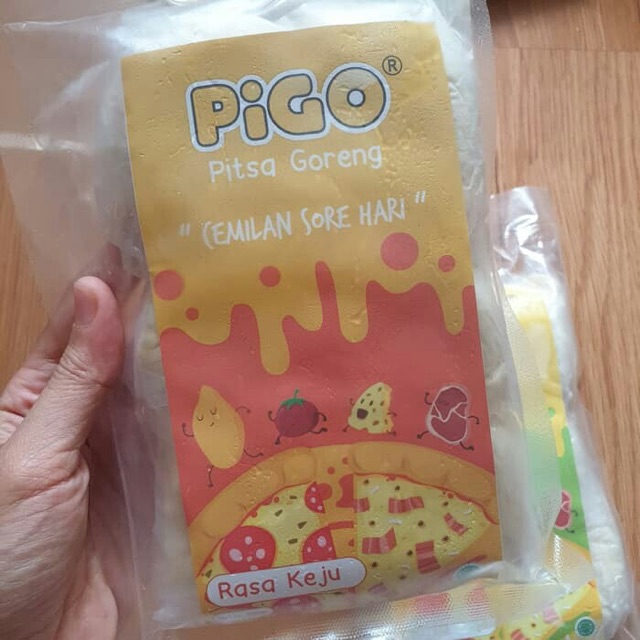 PiGO®
Pitsa Goreng
" CEMILAN SORE HARI "
Rasa Keju